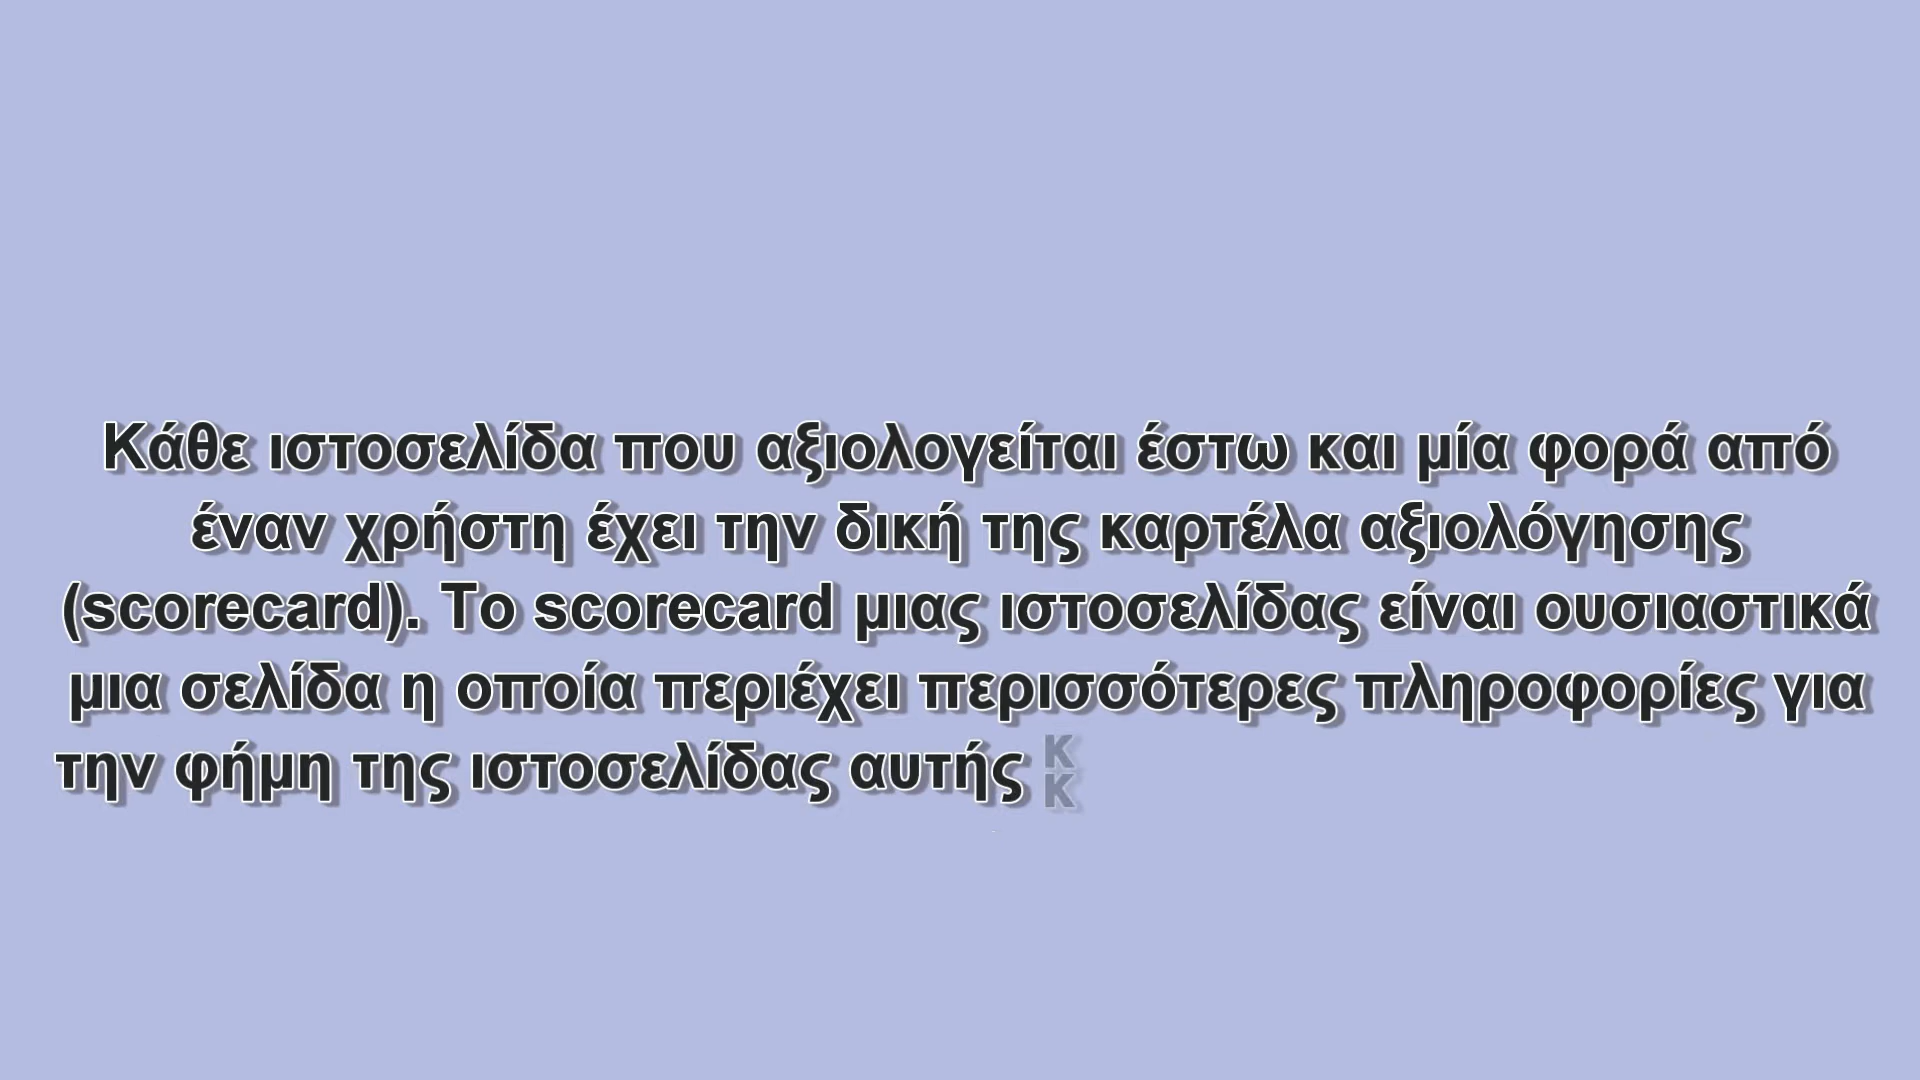 Κάθε ιστοσελίδα που αξιολογείται έστω και μία φορά από
έναν χρήστη έχει την δική της καρτέλα αξιολόγησης
(scorecard). Το scorecard μιας ιστοσελίδας είναι ουσιαστικά
μια σελίδα η οποία περιέχει περισσότερες πληροφορίες για
την φήμη της ιστοσελίδας αυτής